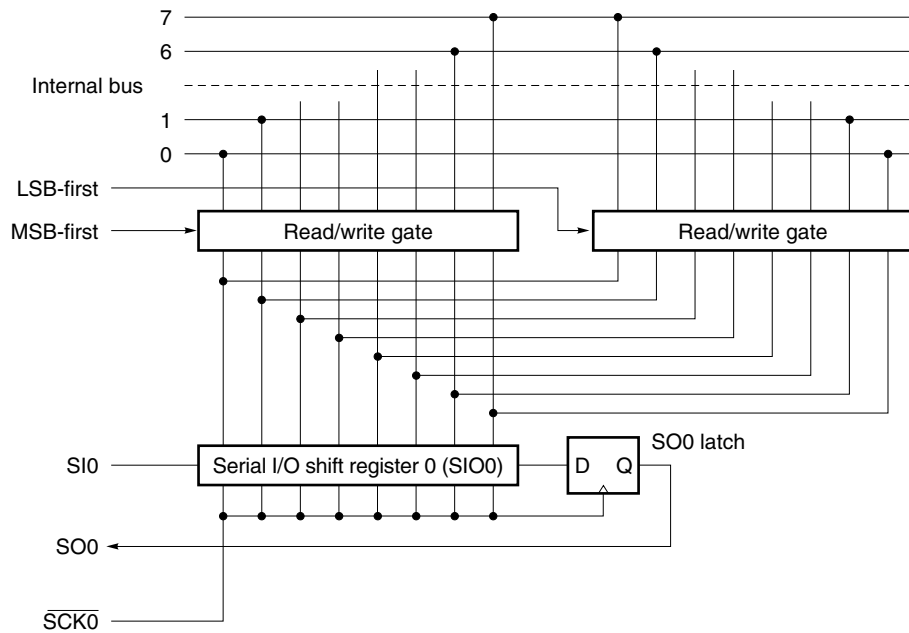 7
6
Internal bus
1
0
LSB-first
MSB-first
Read/write gate
Read/write gate
SO0 latch
SI0
Serial I/O shift register 0 (SIO0)
D
Q
SO0
SCK0